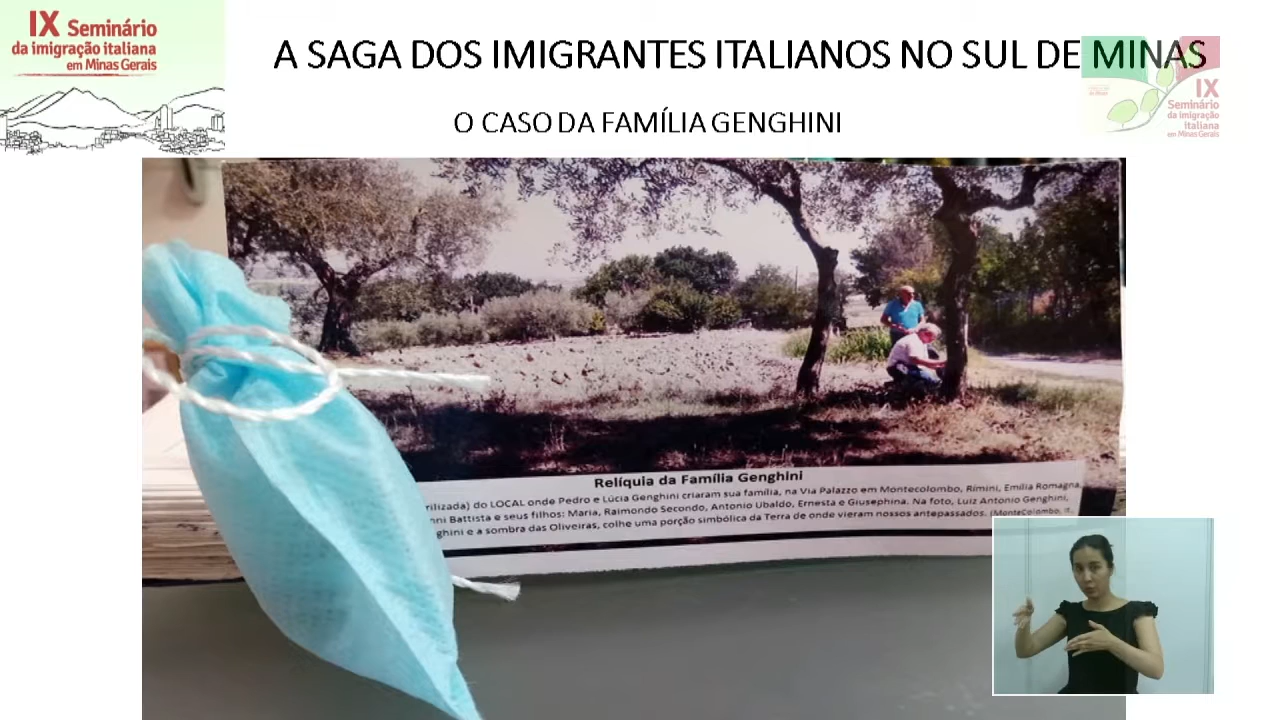 IX Seminário
da imigração italiana
em Minas Gerais
A SAGA DOS IMIGRANTES ITALIANOS NO SUL DE MINAS
O CASO DA FAMÍLIA GENGHINI
IX
Seminário
da imigração
italiana
em Minas Gerais
Relíquia da Família Genghini
rilizada) do LOCAL onde Pedro e Lúcia Genghini criaram sua família, na Via Palazzo em Montecolombo, Rímini, Emilia Romagna,
nni Battista e seus filhos: Maria, Raimondo Secondo, Antonio Ubaldo, Ernesta e Giusephina. Na foto, Luiz Antonio Genghini,
ghini e a sombra das Oliveiras, colhe uma porção simbólica da Terra de onde vieram nossos antepassados. (MonteColombo, It.,